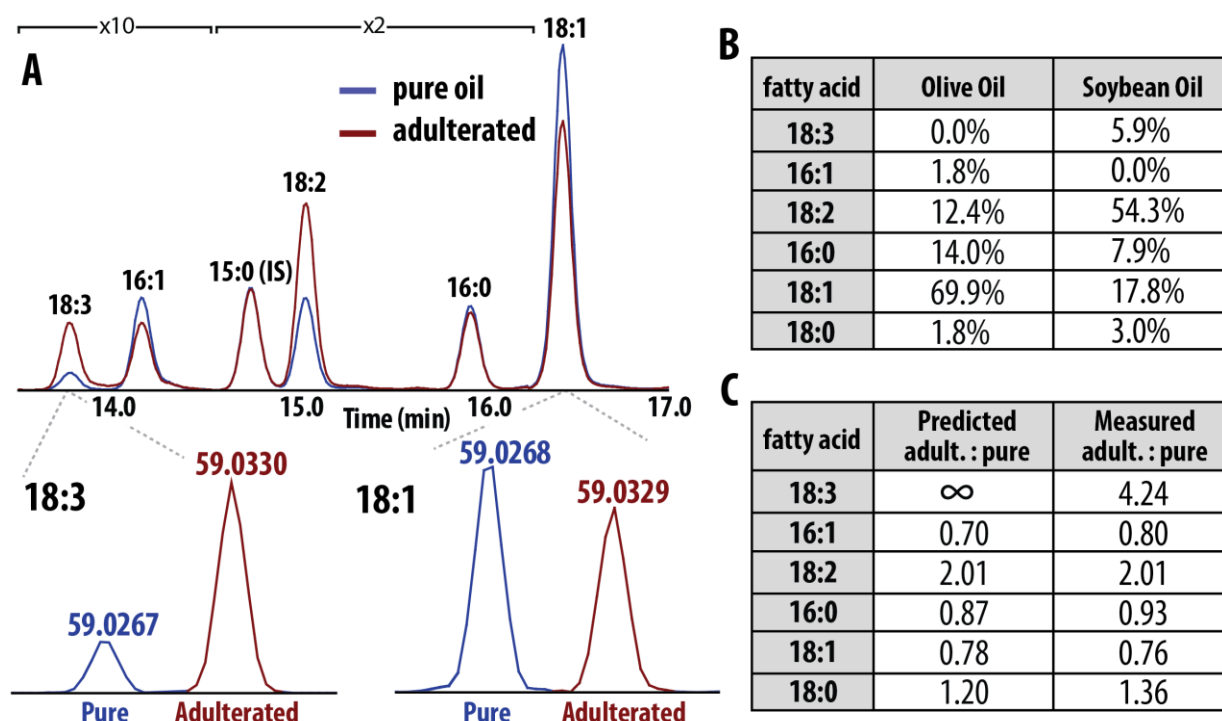 A
x10
x2
pure oil
adulterated
18:3
16:1
15:0 (IS)
18:2
16:0
18:1
14.0
15.0
16.0
17.0
Time (min)
18:3
59.0267
59.0330
Pure
Adulterated
18:1
59.0268
59.0329
Pure
Adulterated
B
fatty acid Olive Oil Soybean Oil
18:3 0.0% 5.9%
16:1 1.8% 0.0%
18:2 12.4% 54.3%
16:0 14.0% 7.9%
18:1 69.9% 17.8%
18:0 1.8% 3.0%
C
fatty acid Predicted adult. : pure Measured adult. : pure
18:3 ∞ 4.24
16:1 0.70 0.80
18:2 2.01 2.01
16:0 0.87 0.93
18:1 0.78 0.76
18:0 1.20 1.36